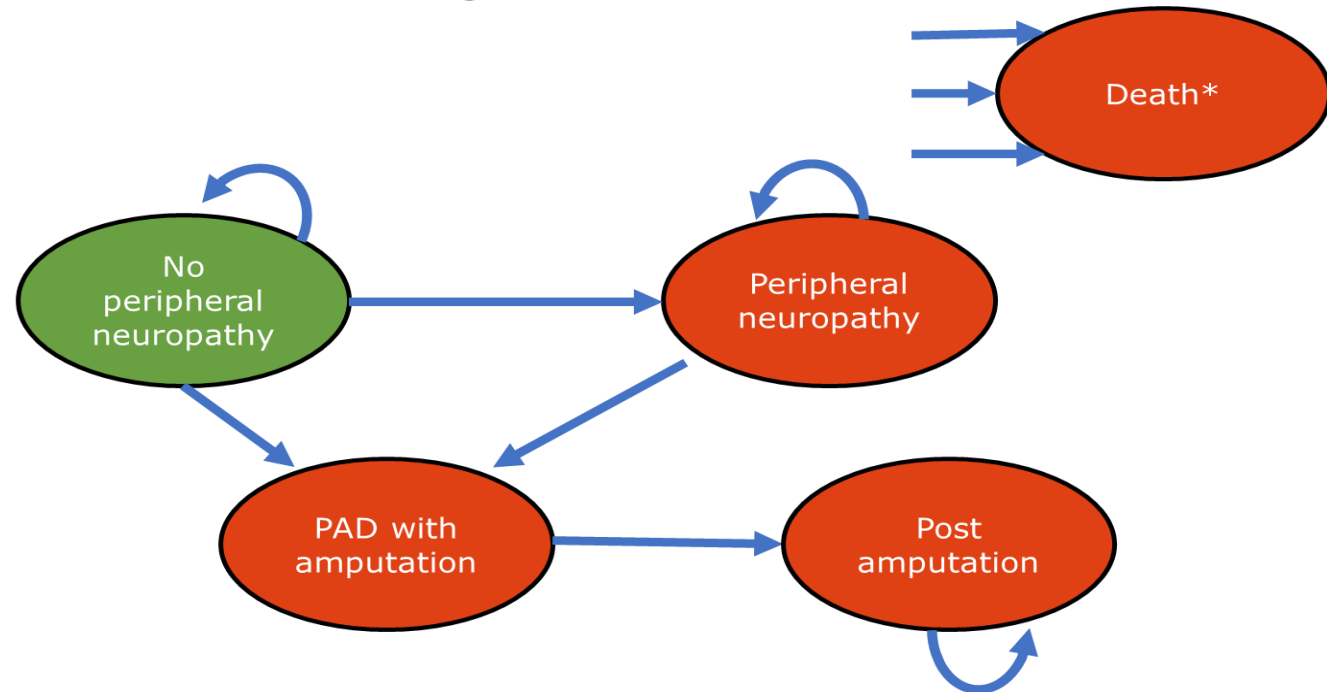 Death*
No
peripheral
neuropathy
Peripheral
neuropathy
PAD with
amputation
Post
amputation